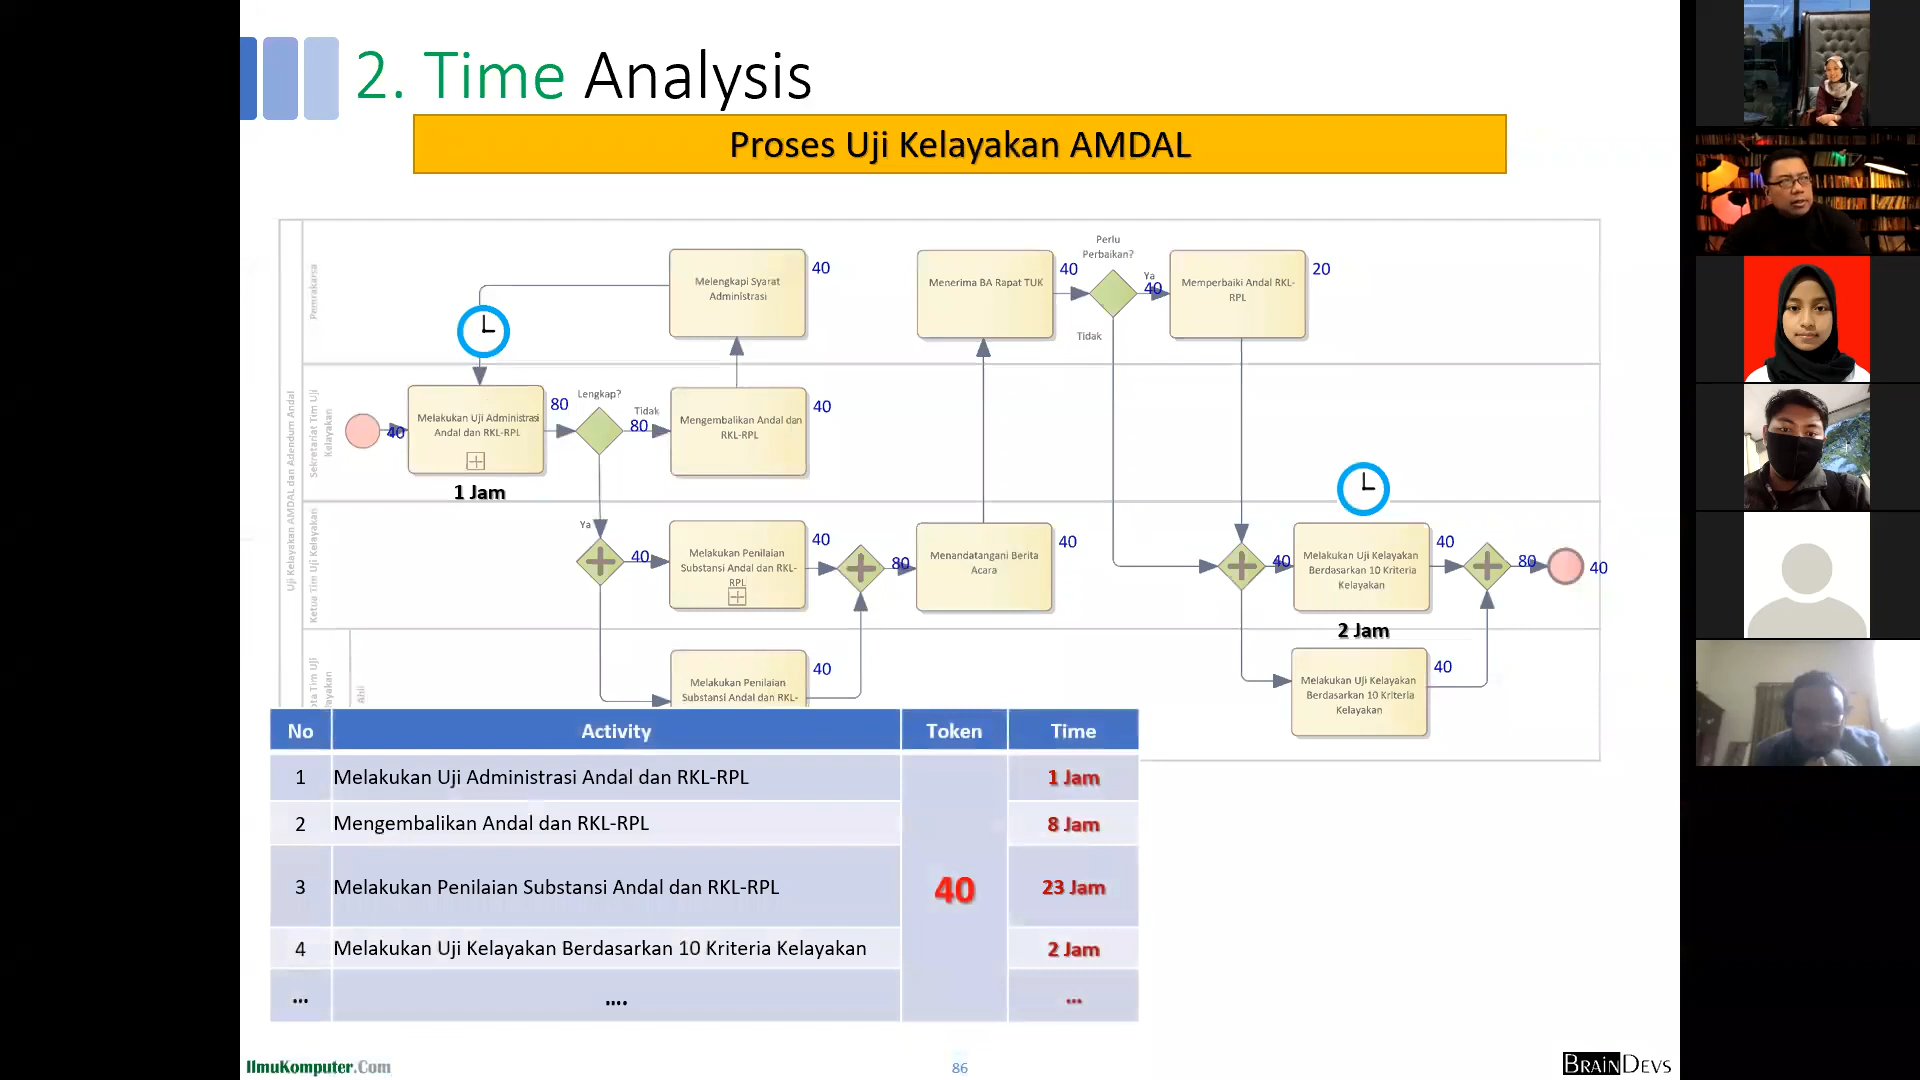 2. Time Analysis
Proses Uji Kelayakan AMDAL
Uji Kelayakan AMDAL dan Adendum Andal
Pemrakarsa
Melengkapi Syarat
Administrasi
40
Menerima BA Rapat TUK
40
Perlu
Perbaikan?
Ya
40
Tidak
Memperbaiki Andal RKL-
RPL
20
Sekretariat Tim Uji
Kelayakan
40
Melakukan Uji Administrasi
Andal dan RKL-RPL
1 Jam
80
Lengkap?
Tidak
80
Ya
Mengembalikan Andal dan
RKL-RPL
40
Ketua Tim Uji Kelayakan
40
Melakukan Penilaian
Substansi Andal dan RKL-
RPL
40
80
Menandatangani Berita
Acara
40
40
Melakukan Uji Kelayakan
Berdasarkan 10 Kriteria
Kelayakan
2 Jam
40
80
40
Tim Uji
Ahli
Melakukan Penilaian
Substansi Andal dan RKL-
40
Melakukan Uji Kelayakan
Berdasarkan 10 Kriteria
Kelayakan
40
No Activity Token Time
1 Melakukan Uji Administrasi Andal dan RKL-RPL 1 Jam
2 Mengembalikan Andal dan RKL-RPL 8 Jam
3 Melakukan Penilaian Substansi Andal dan RKL-RPL 40 23 Jam
4 Melakukan Uji Kelayakan Berdasarkan 10 Kriteria Kelayakan 2 Jam
... .... ...
IlmuKomputer.Com
86
BRAINDEVS